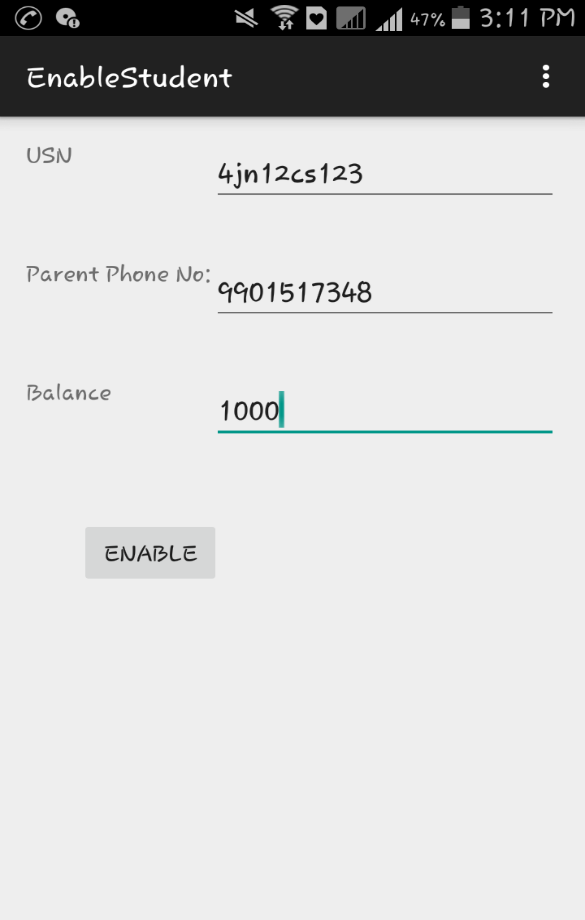 47% 3:11 PM
EnableStudent
USN
4jn12cs123
Parent Phone No:
9901517348
Balance
1000
ENABLE